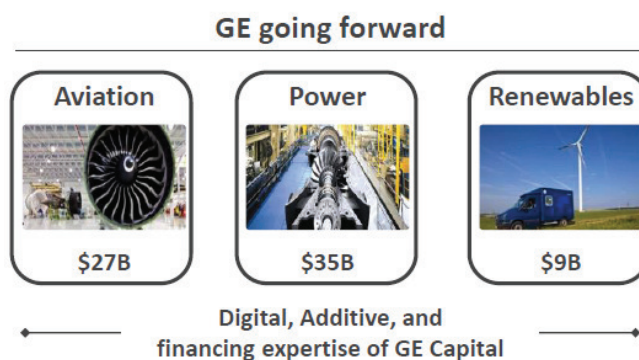 GE going forward
Aviation
Power
Renewables
$27B
$35B
$9B
Digital, Additive, and
financing expertise of GE Capital